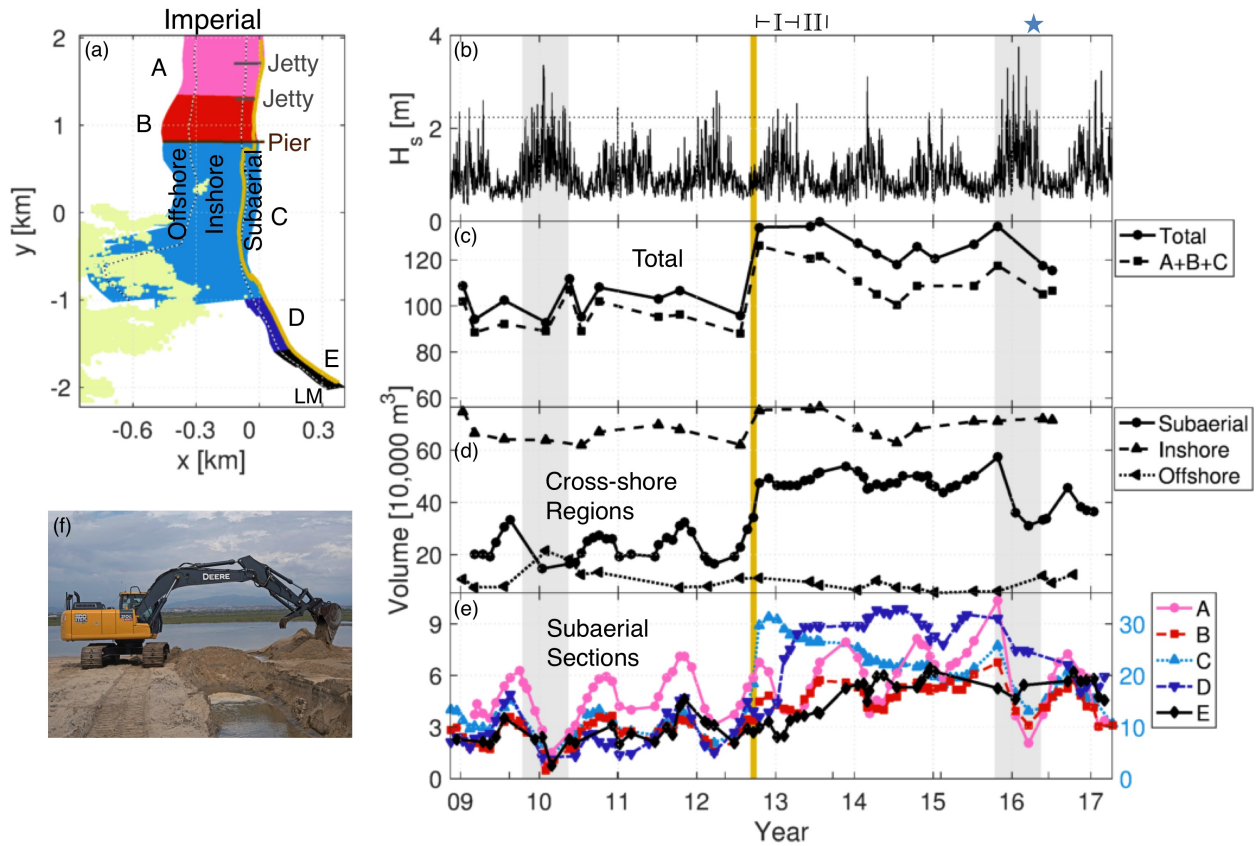 Imperial
(a)
2
1
0
-1
-2
y [km]
-0.6
-0.3
0
0.3
x [km]
A
B
C
D
E
LM
Jetty
Jetty
Pier
Offshore
Inshore
Subaerial
(f)
DEERE
I
II
(b)
4
2
0
H_s [m]
(c)
Total
120
100
80
60
Total
A+B+C
(d)
Cross-shore
Regions
60
40
20
Volume [10,000 m³]
Subaerial
Inshore
Offshore
(e)
Subaerial
Sections
9
6
3
0
30
20
10
0
A
B
C
D
E
09
10
11
12
13
14
15
16
17
Year